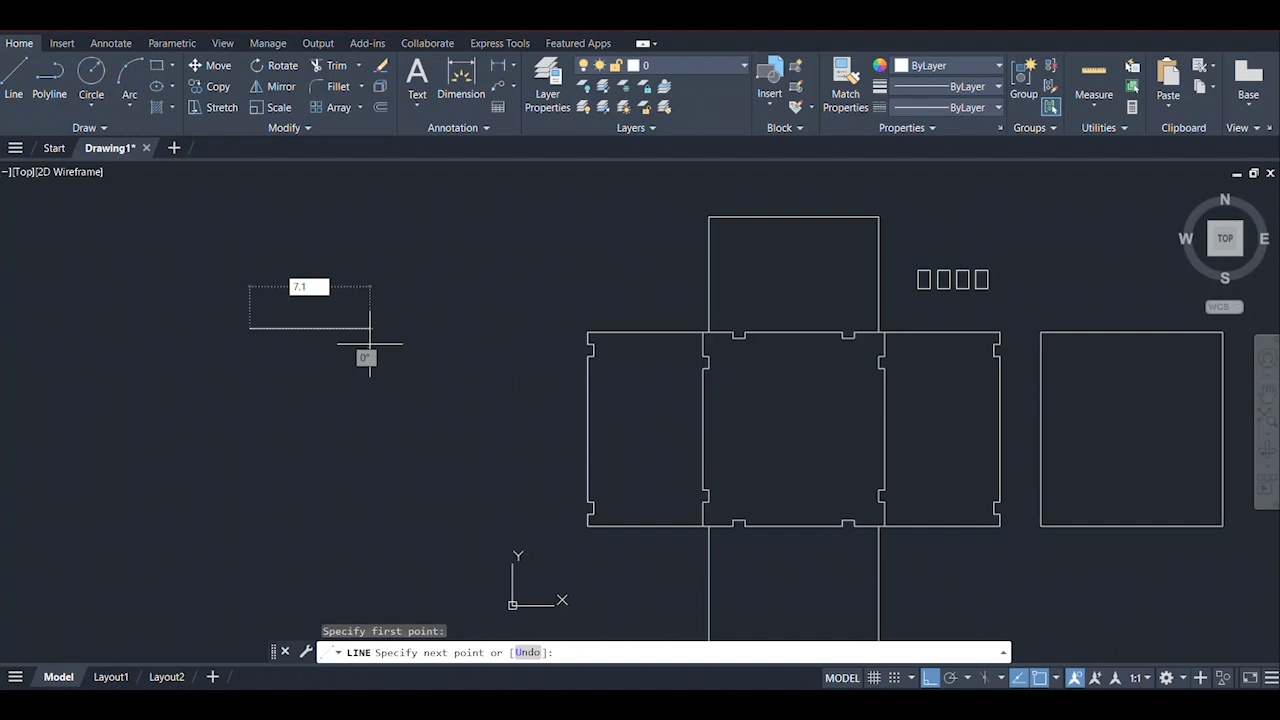 Home Insert Annotate Parametric View Manage Output Add-ins Collaborate Express Tools Featured Apps
Move Rotate Trim 0 ByLayer
Line Polyline Circle Arc Copy Mirror Fillet Text Dimension Layer Properties Insert Match Properties ByLayer Group Measure Paste Base
Stretch Scale Array ByLayer
Draw Modify Annotation Layers Block Properties Groups Utilities Clipboard View
Start Drawing1*
−][Top][2D Wireframe]
N
W TOP E
S
WCS
7.1
0°
Y
X
Specify first point:
LINE Specify next point or [Undo]:
Model Layout1 Layout2 MODEL 1:1